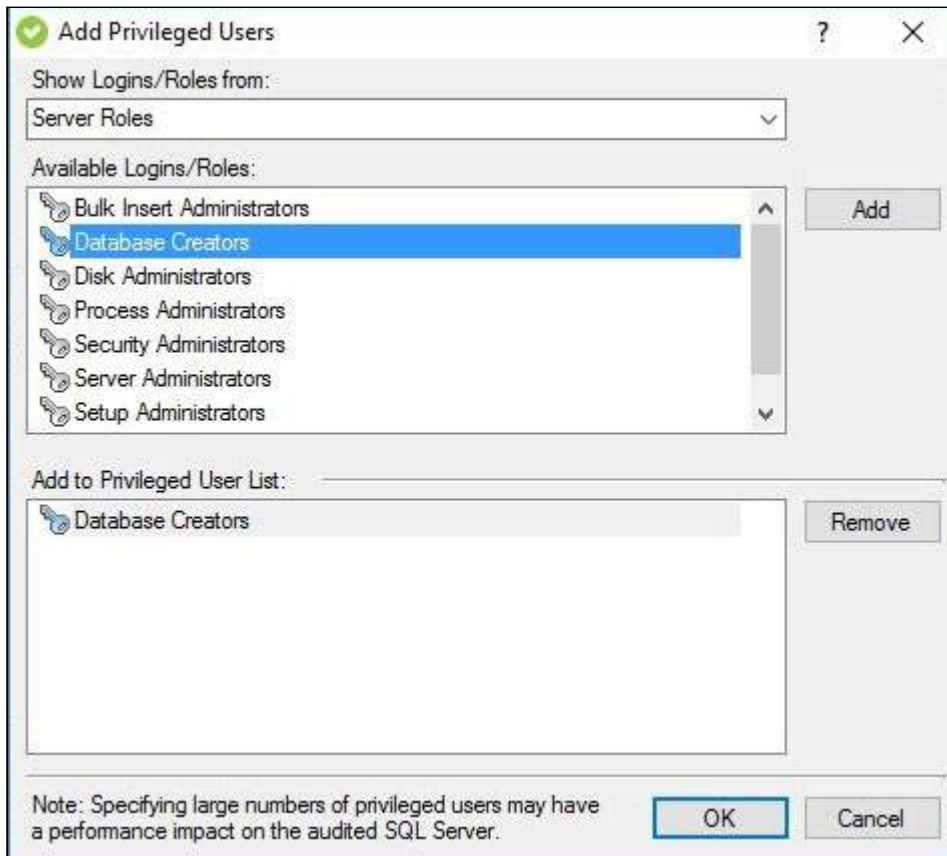 Add Privileged Users
?
Show Logins/Roles from:
Server Roles
Available Logins/Roles:
Bulk Insert Administrators
Add
Database Creators
Disk Administrators
Process Administrators
Security Administrators
Server Administrators
Setup Administrators
Add to Privileged User List:
Database Creators
Remove
Note: Specifying large numbers of privileged users may have
a performance impact on the audited SQL Server.
OK
Cancel